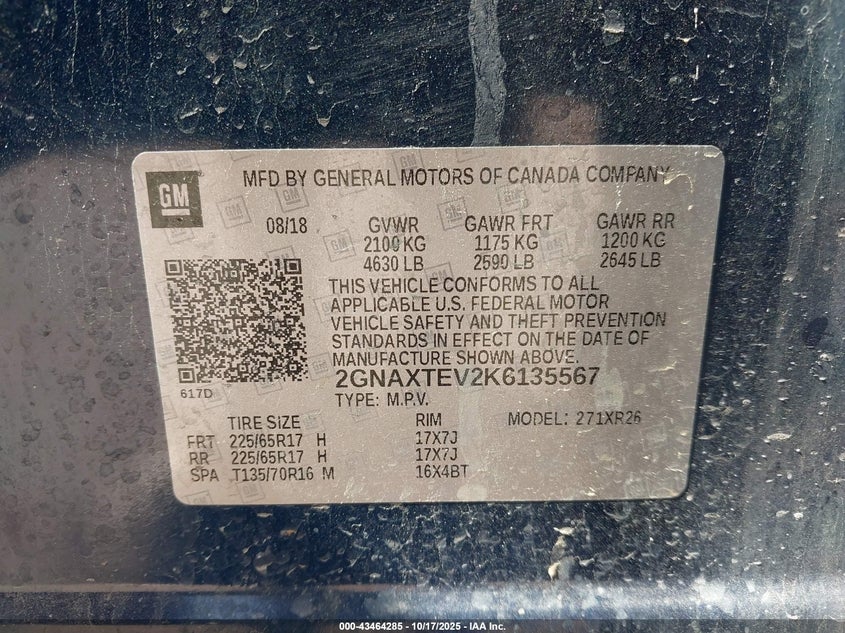 GM
MFD BY GENERAL MOTORS OF CANADA COMPANY
08/18 GVWR GAWR FRT GAWR RR
2100 KG 1175 KG 1200 KG
4630 LB 2590 LB 2645 LB
THIS VEHICLE CONFORMS TO ALL
APPLICABLE U.S. FEDERAL MOTOR
VEHICLE SAFETY AND THEFT PREVENTION
STANDARDS IN EFFECT ON THE DATE OF
MANUFACTURE SHOWN ABOVE.
617D
2GNAXTEV2K6135567
TYPE: M.P.V.
TIRE SIZE RIM MODEL: 271XR26
FRT 225/65R17 H 17X7J
RR 225/65R17 H 17X7J
SPA T135/70R16 M 16X4BT
000-43464285 - 10/17/2025 - IAA Inc.